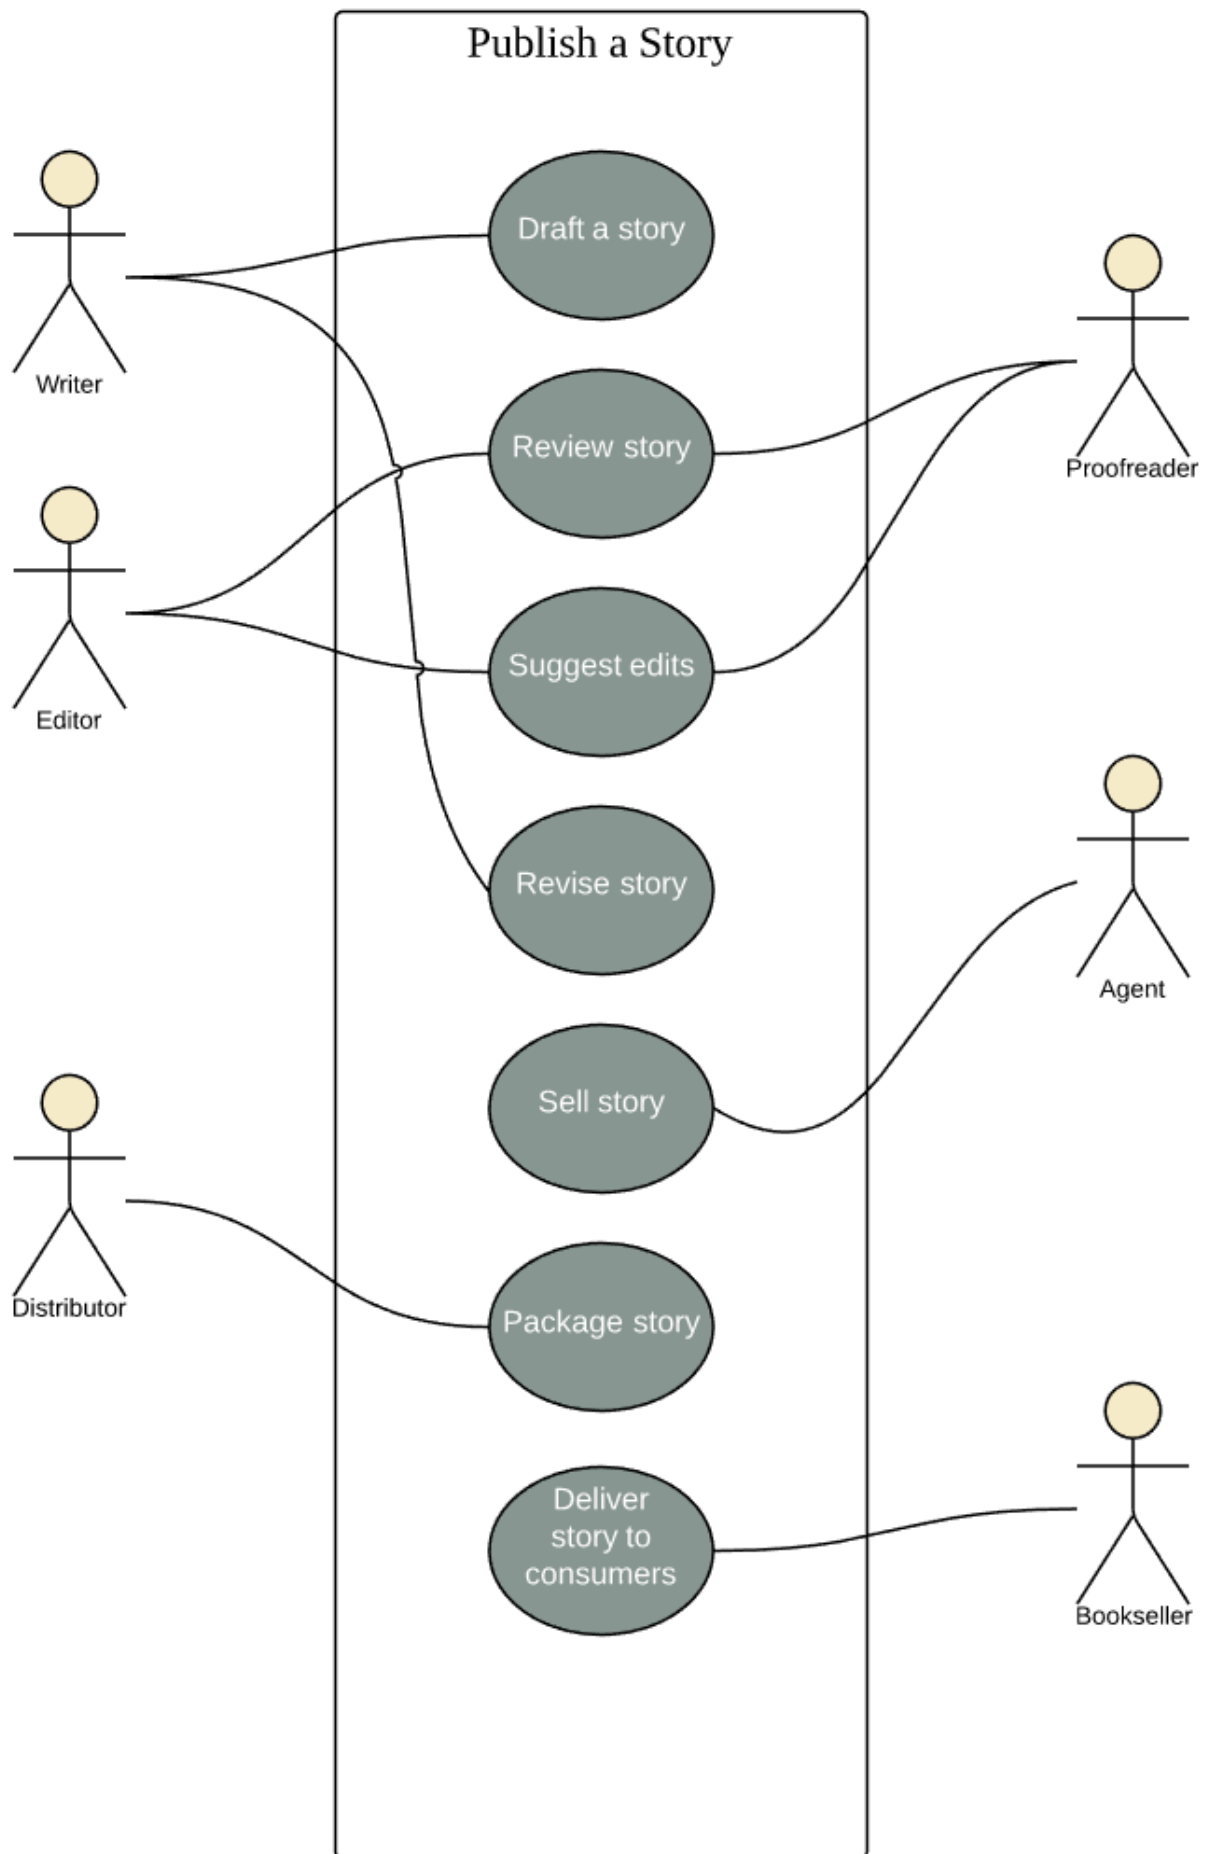 Publish a Story
Draft a story
Writer
Review story
Proofreader
Suggest edits
Editor
Revise story
Agent
Sell story
Distributor
Package story
Deliver
story to
consumers
Bookseller